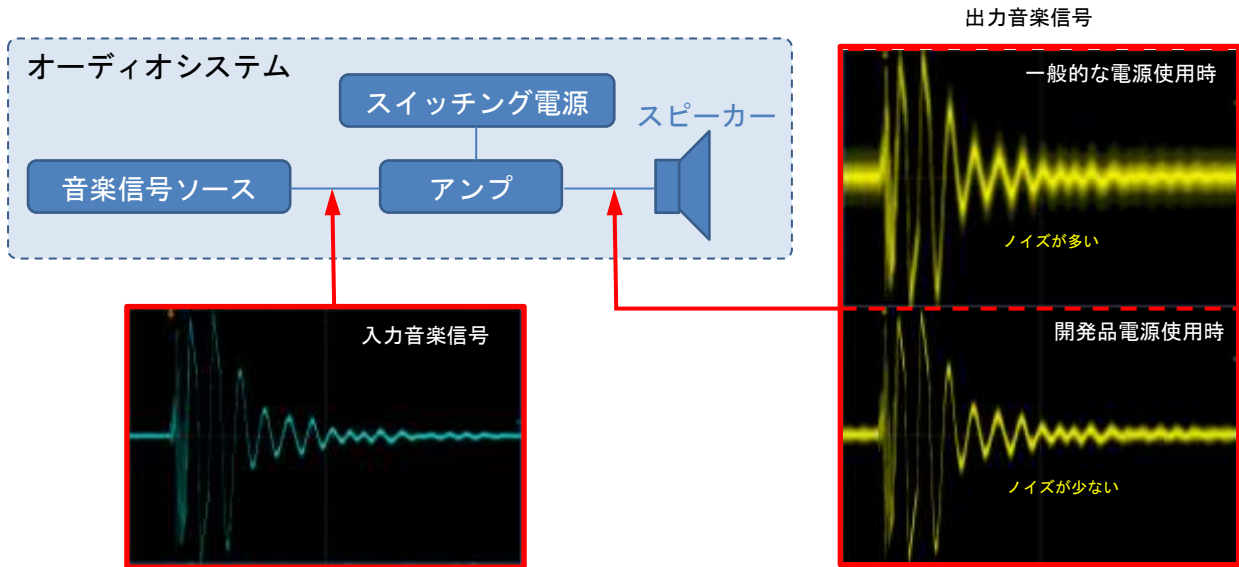 出力音楽信号
オーディオシステム
スイッチング電源
スピーカー
音楽信号ソース
アンプ
一般的な電源使用時
ノイズが多い
入力音楽信号
開発品電源使用時
ノイズが少ない